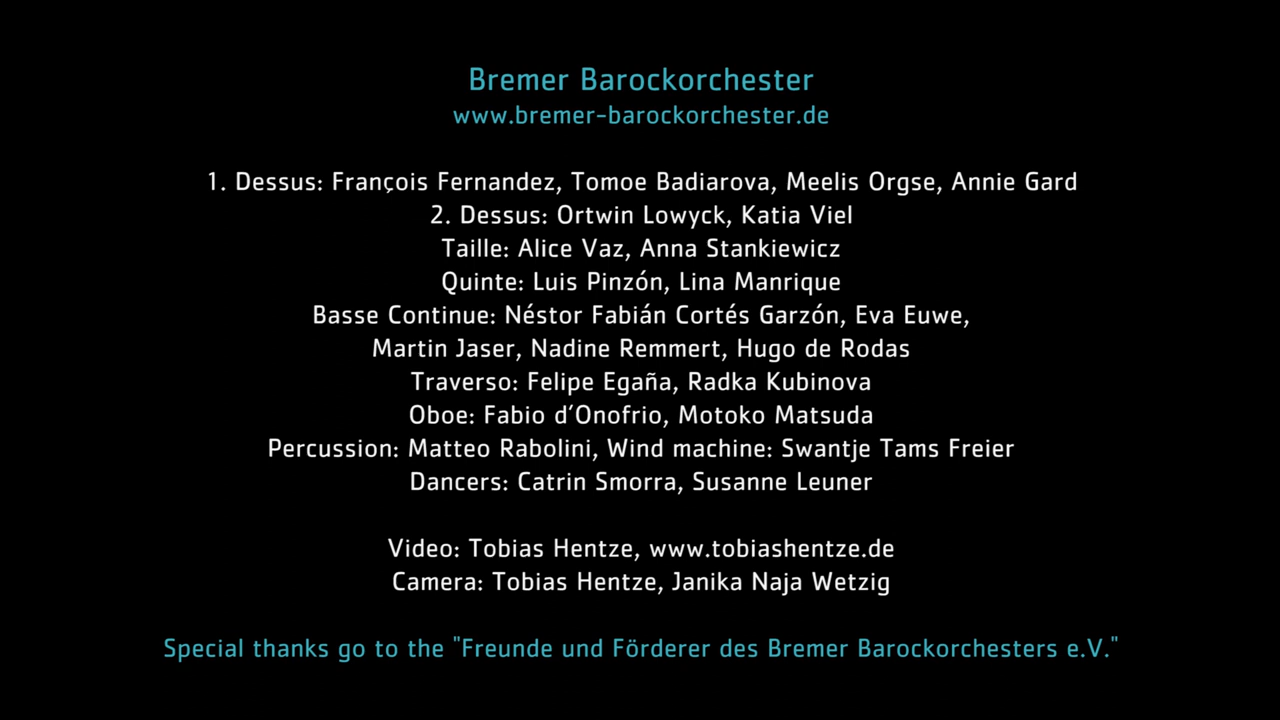 Bremer Barockorchester
www.bremer-barockorchester.de
1. Dessus: François Fernandez, Tomoe Badiarova, Meelis Orgse, Annie Gard
2. Dessus: Ortwin Lowyck, Katia Viel
Taille: Alice Vaz, Anna Stankiewicz
Quinte: Luis Pinzón, Lina Manrique
Basse Continue: Néstor Fabián Cortés Garzón, Eva Euwe,
Martin Jaser, Nadine Remmert, Hugo de Rodas
Traverso: Felipe Egaña, Radka Kubinova
Oboe: Fabio d´Onofrio, Motoko Matsuda
Percussion: Matteo Rabolini, Wind machine: Swantje Tams Freier
Dancers: Catrin Smorra, Susanne Leuner
Video: Tobias Hentze, www.tobiashentze.de
Camera: Tobias Hentze, Janika Naja Wetzig
Special thanks go to the "Freunde und Förderer des Bremer Barockorchesters e.V."